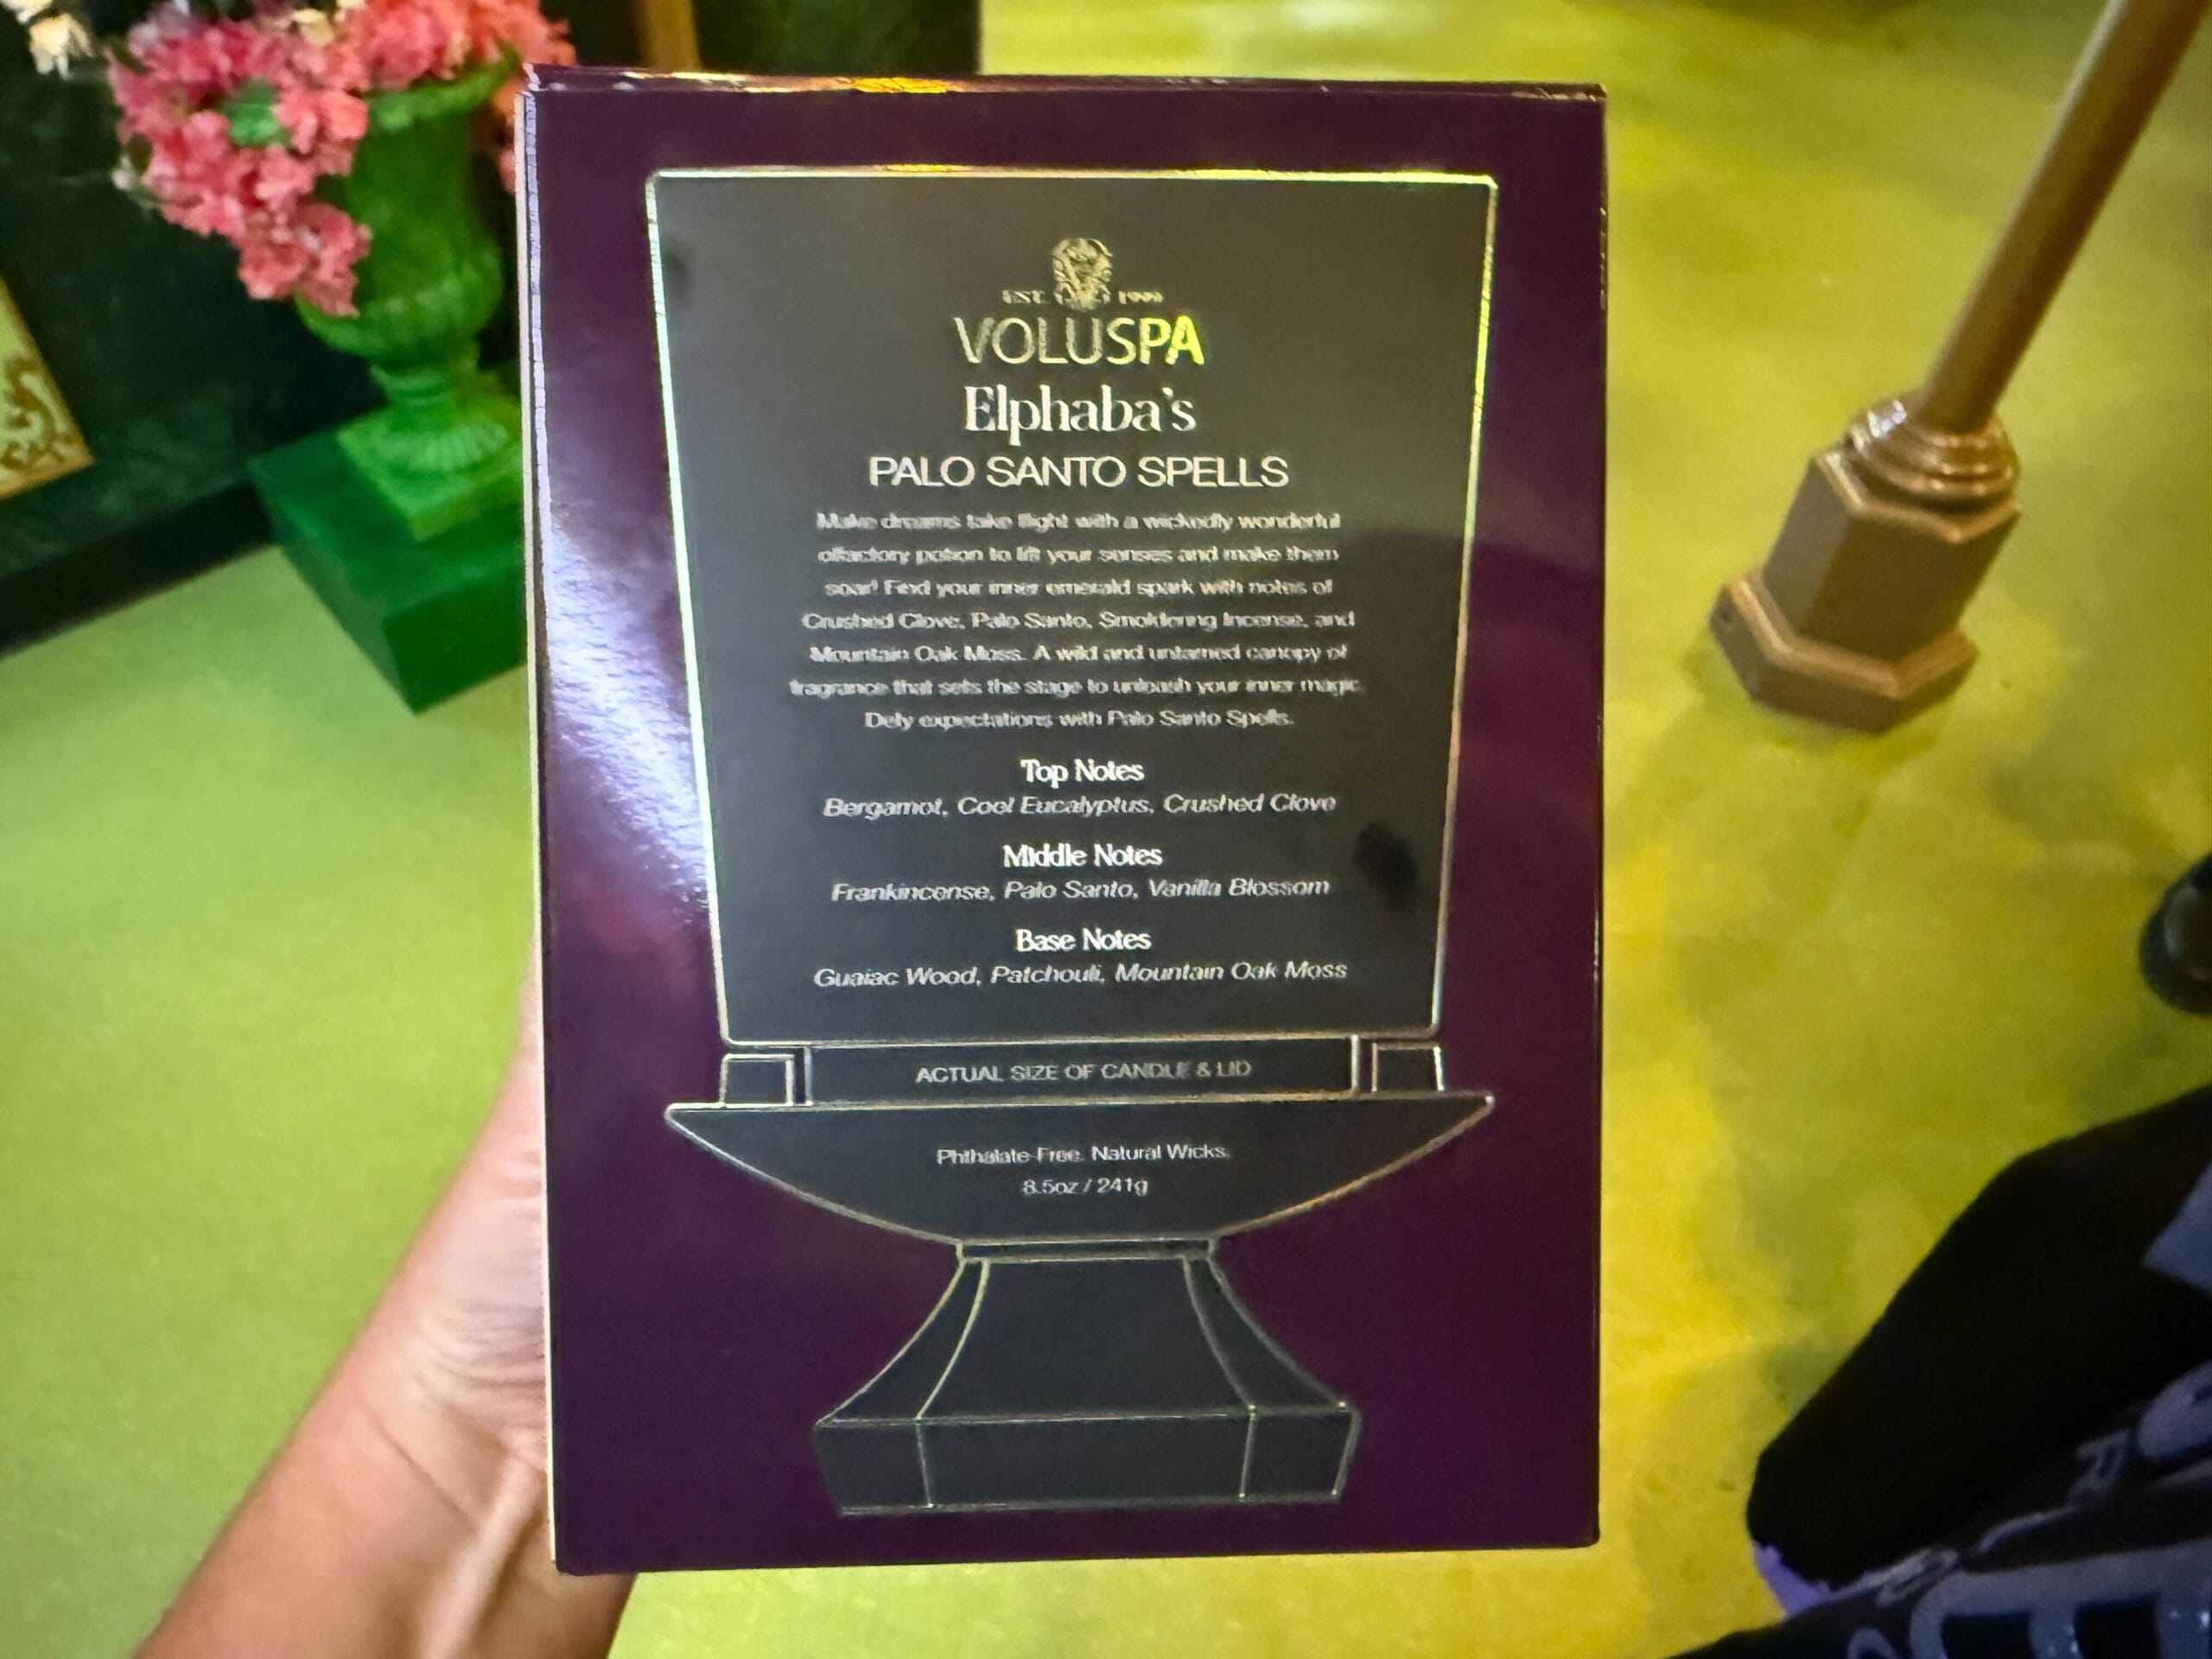 EST. 1999
VOLUSPA
Elphaba's
PALO SANTO SPELLS
Make dreams take flight with a wickedly wonderful
olfactory potion to lift your senses and make them
soar! Find your inner emerald spark with notes of
Crushed Clove, Palo Santo, Smoldering Incense, and
Mountain Oak Moss. A wild and untamed canopy of
fragrance that sets the stage to unleash your inner magic.
Defy expectations with Palo Santo Spells.
Top Notes
Bergamot, Cool Eucalyptus, Crushed Clove
Middle Notes
Frankincense, Palo Santo, Vanilla Blossom
Base Notes
Guaiac Wood, Patchouli, Mountain Oak Moss
ACTUAL SIZE OF CANDLE & LID
Phthalate-Free. Natural Wicks.
8.5oz / 241g